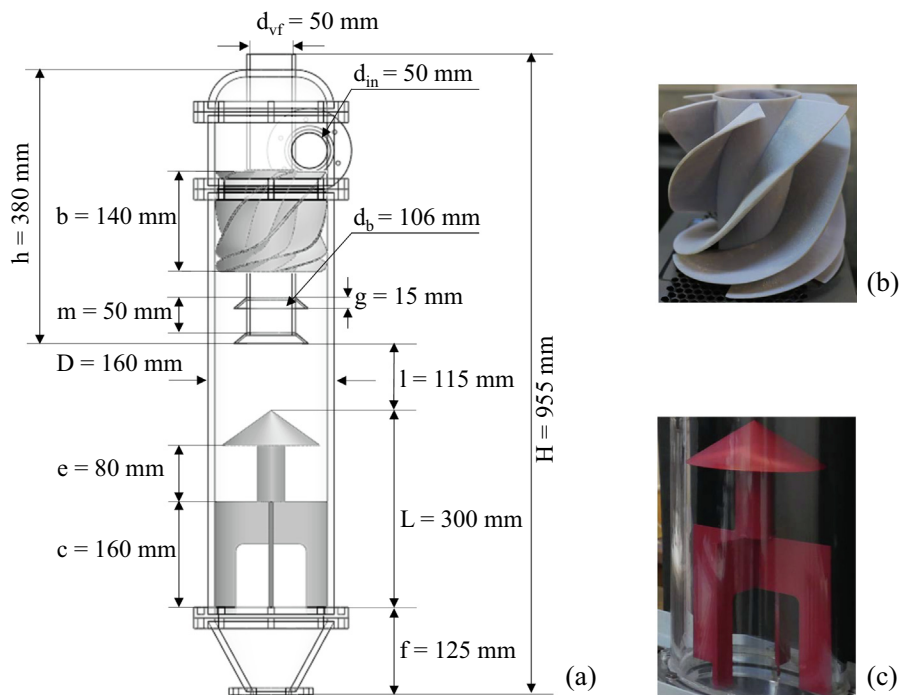 d_vf = 50 mm
d_in = 50 mm
h = 380 mm
b = 140 mm
d_b = 106 mm
g = 15 mm
m = 50 mm
D = 160 mm
l = 115 mm
H = 955 mm
e = 80 mm
L = 300 mm
c = 160 mm
f = 125 mm
(a)
(b)
(c)